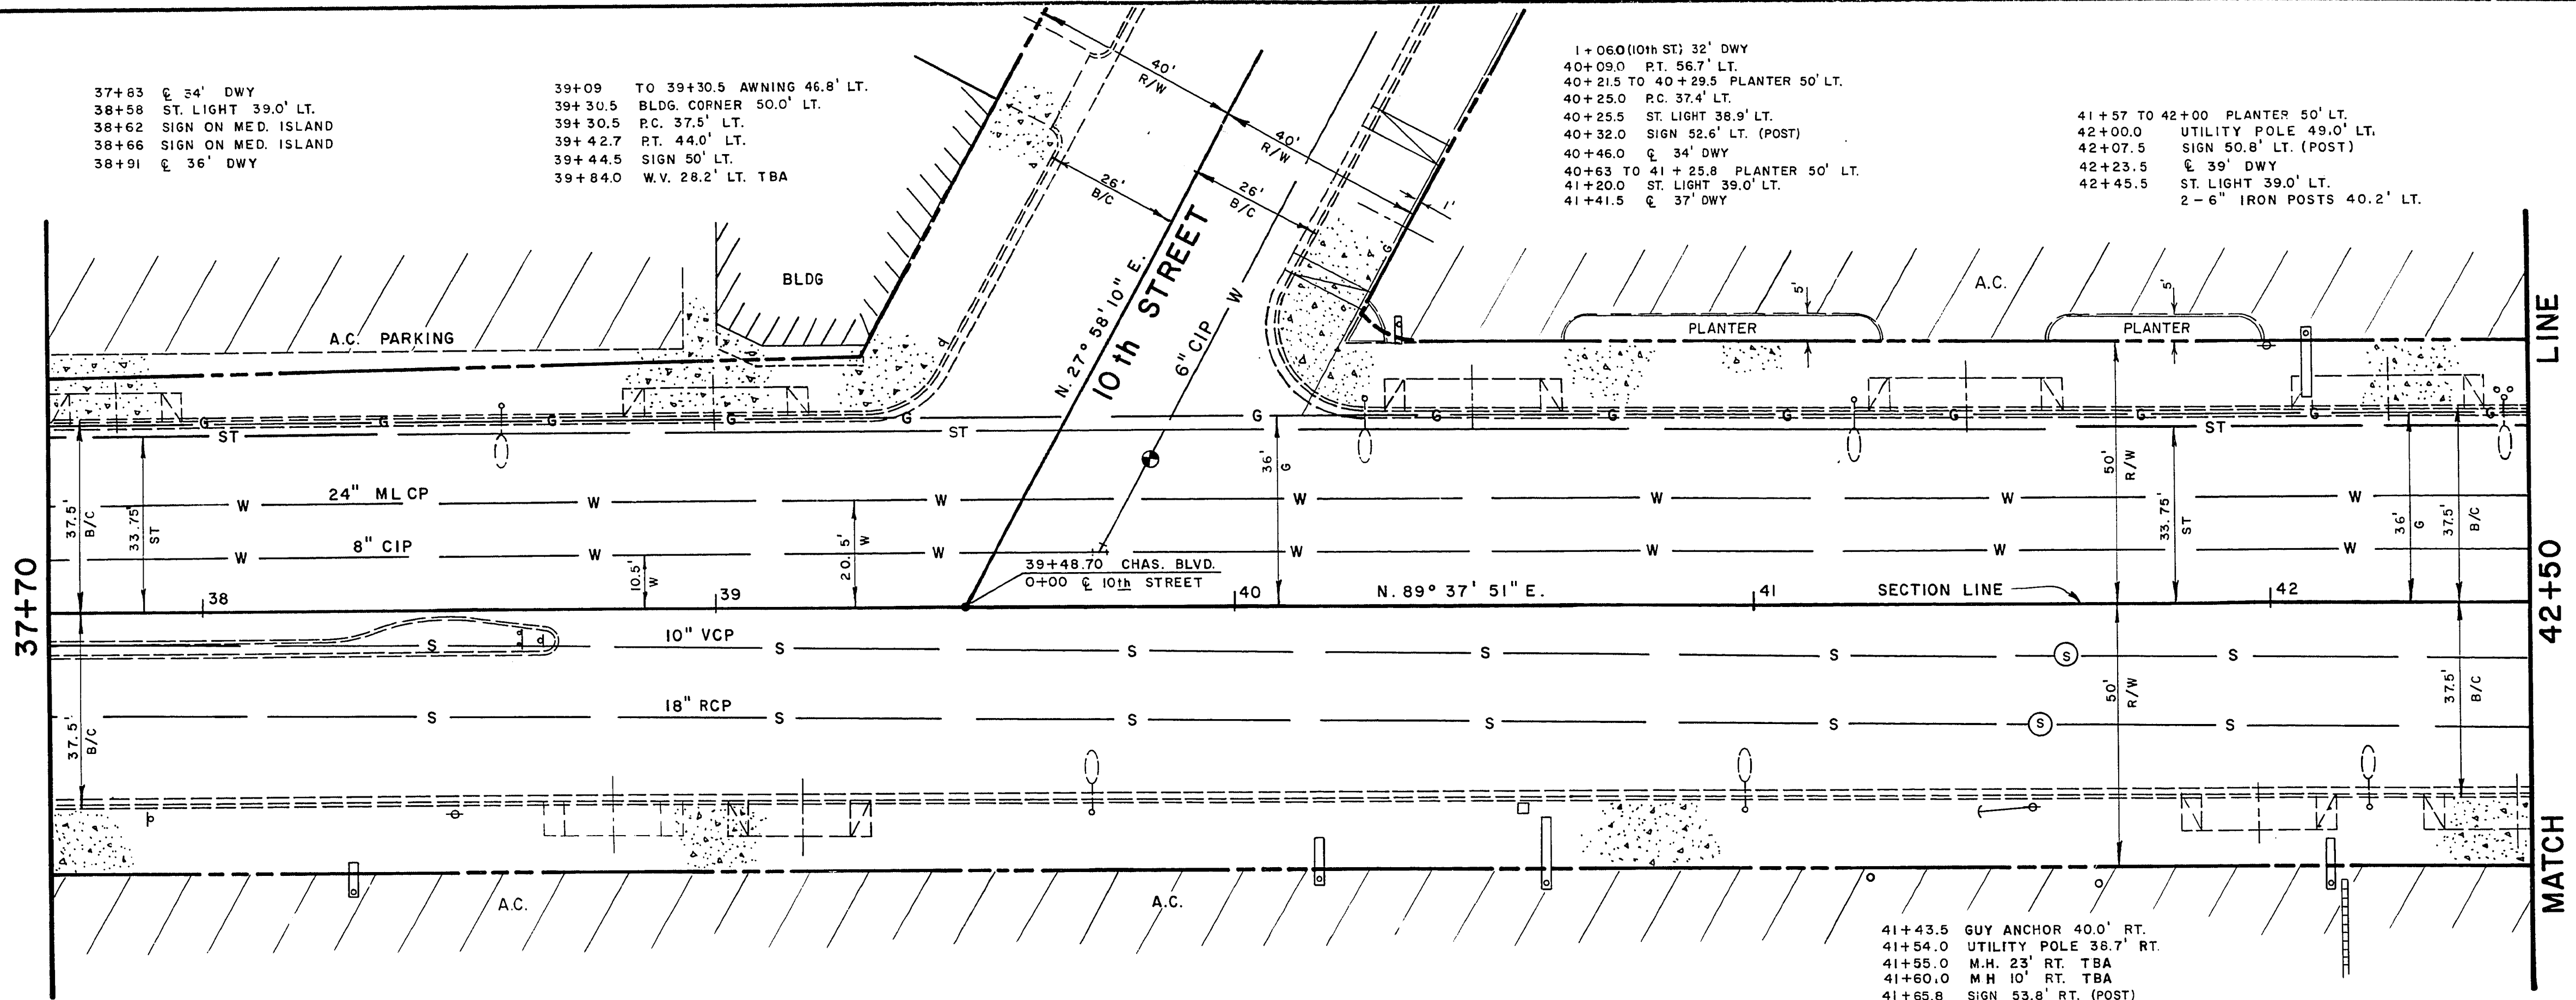 37+83 ℄ 34' DWY
38+58 ST. LIGHT 39.0' LT.
38+62 SIGN ON MED. ISLAND
38+66 SIGN ON MED. ISLAND
38+91 ℄ 36' DWY
39+09 TO 39+30.5 AWNING 46.8' LT.
39+30.5 BLDG. CORNER 50.0' LT.
39+30.5 P.C. 37.5' LT.
39+42.7 P.T. 44.0' LT.
39+44.5 SIGN 50' LT.
39+84.0 W.V. 28.2' LT. TBA
1+06.0 (10th ST.) 32' DWY
40+09.0 P.T. 56.7' LT.
40+21.5 TO 40+29.5 PLANTER 50' LT.
40+25.0 P.C. 37.4' LT.
40+25.5 ST. LIGHT 38.9' LT.
40+32.0 SIGN 52.6' LT. (POST)
40+46.0 ℄ 34' DWY
40+63 TO 41+25.8 PLANTER 50' LT.
41+20.0 ST. LIGHT 39.0' LT.
41+41.5 ℄ 37' DWY
41+57 TO 42+00 PLANTER 50' LT.
42+00.0 UTILITY POLE 49.0' LT.
42+07.5 SIGN 50.8' LT. (POST)
42+23.5 ℄ 39' DWY
42+45.5 ST. LIGHT 39.0' LT.
2-6" IRON POSTS 40.2' LT.
40'
R/W
40'
R/W
26'
B/C
26'
B/C
1'
G
N. 27° 58' 10" E.
10th STREET
6" CIP W
BLDG
A.C. PARKING
A.C.
5'
5'
PLANTER
PLANTER
G G G G G G G G G G G G G
ST ST ST
24" MLCP
W W W W W W W
8" CIP
W W W W W W W
37.5'
B/C
33.75'
ST
10.5'
W
20.5'
W
36'
G
50'
R/W
33.75'
ST
36'
G
37.5'
B/C
39+48.70 CHAS. BLVD.
0+00 ℄ 10th STREET
38 39 40 41 42
N. 89° 37' 51" E.
SECTION LINE
10" VCP
S S S S S S S
18" RCP
S S S S S S S
37.5'
B/C
50'
R/W
37.5'
B/C
A.C.
A.C.
37+70
MATCH 42+50 LINE
41+43.5 GUY ANCHOR 40.0' RT.
41+54.0 UTILITY POLE 38.7' RT.
41+55.0 M.H. 23' RT. TBA
41+60.0 MH 10' RT. TBA
41+65.8 SIGN 53.8' RT. (POST)